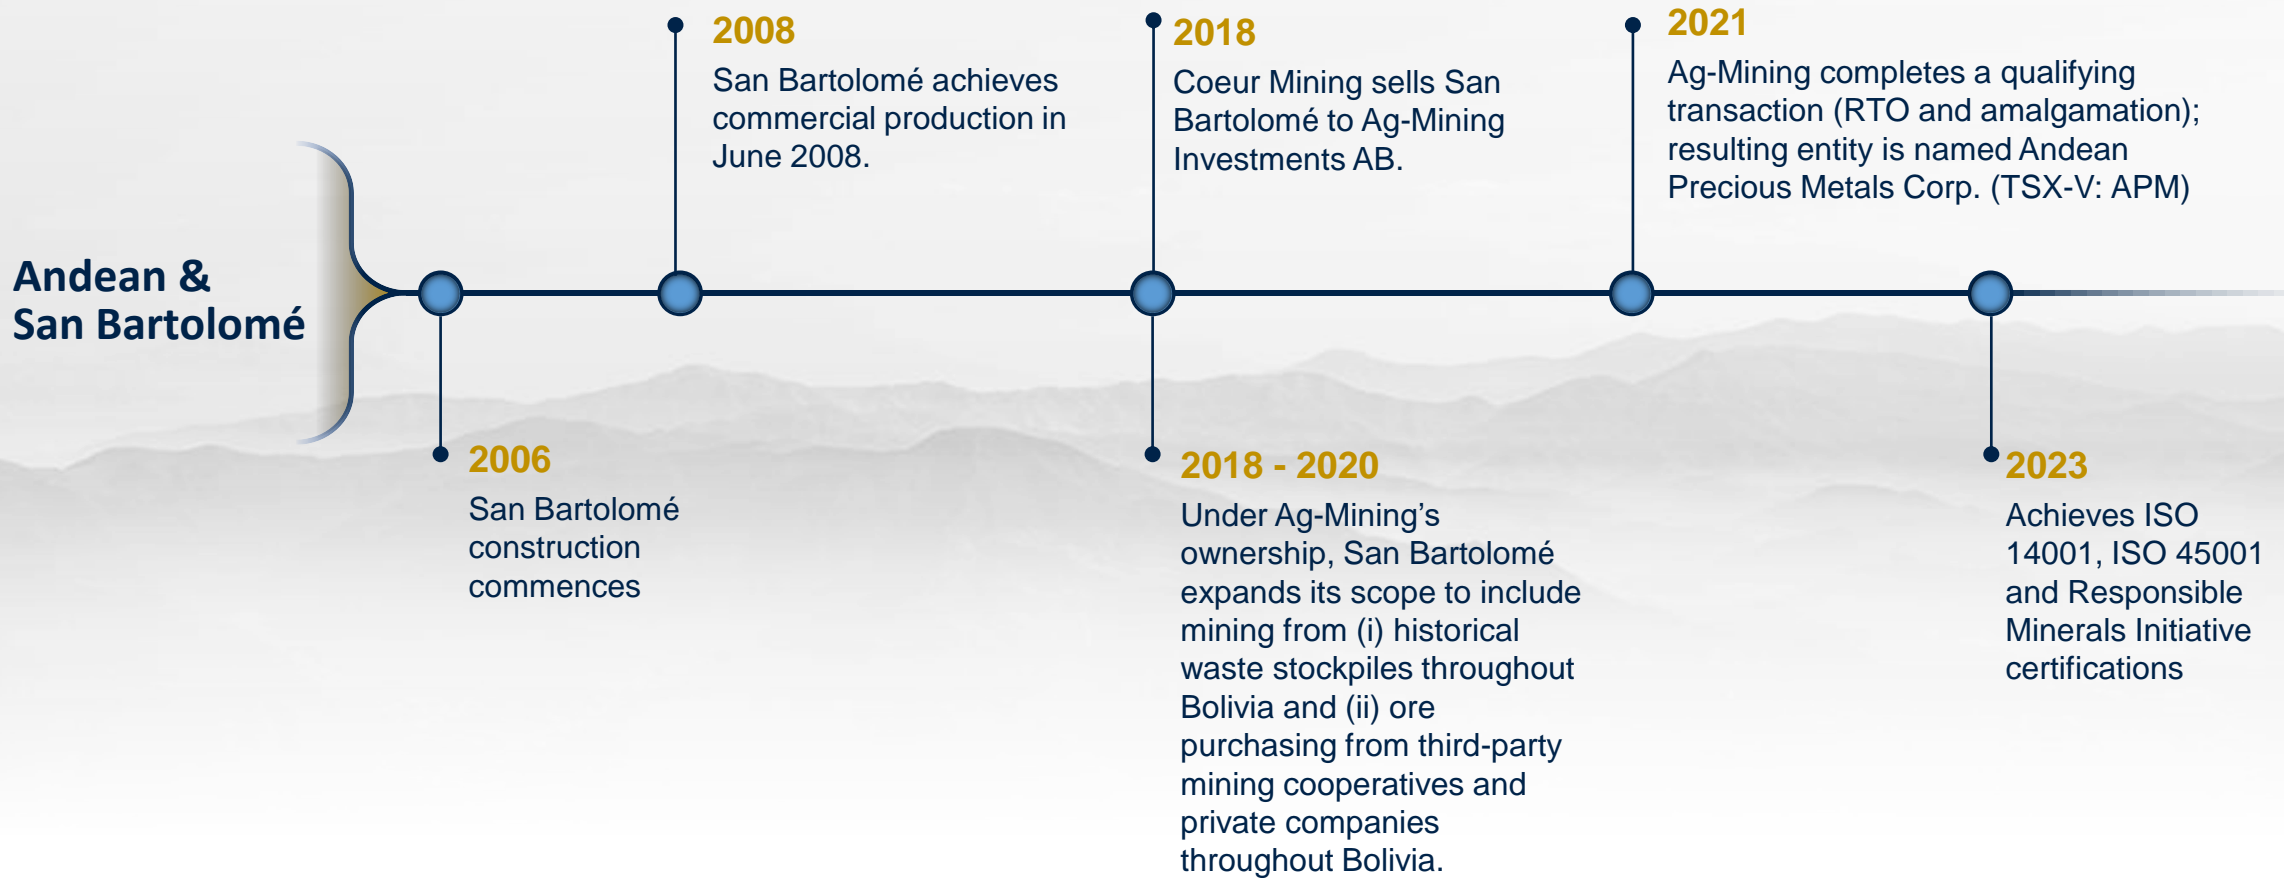 Andean &
San Bartolomé
2006
San Bartolomé
construction
commences
2008
San Bartolomé achieves
commercial production in
June 2008.
2018
Coeur Mining sells San
Bartolomé to Ag-Mining
Investments AB.
2018 - 2020
Under Ag-Mining’s
ownership, San Bartolomé
expands its scope to include
mining from (i) historical
waste stockpiles throughout
Bolivia and (ii) ore
purchasing from third-party
mining cooperatives and
private companies
throughout Bolivia.
2021
Ag-Mining completes a qualifying
transaction (RTO and amalgamation);
resulting entity is named Andean
Precious Metals Corp. (TSX-V: APM)
2023
Achieves ISO
14001, ISO 45001
and Responsible
Minerals Initiative
certifications